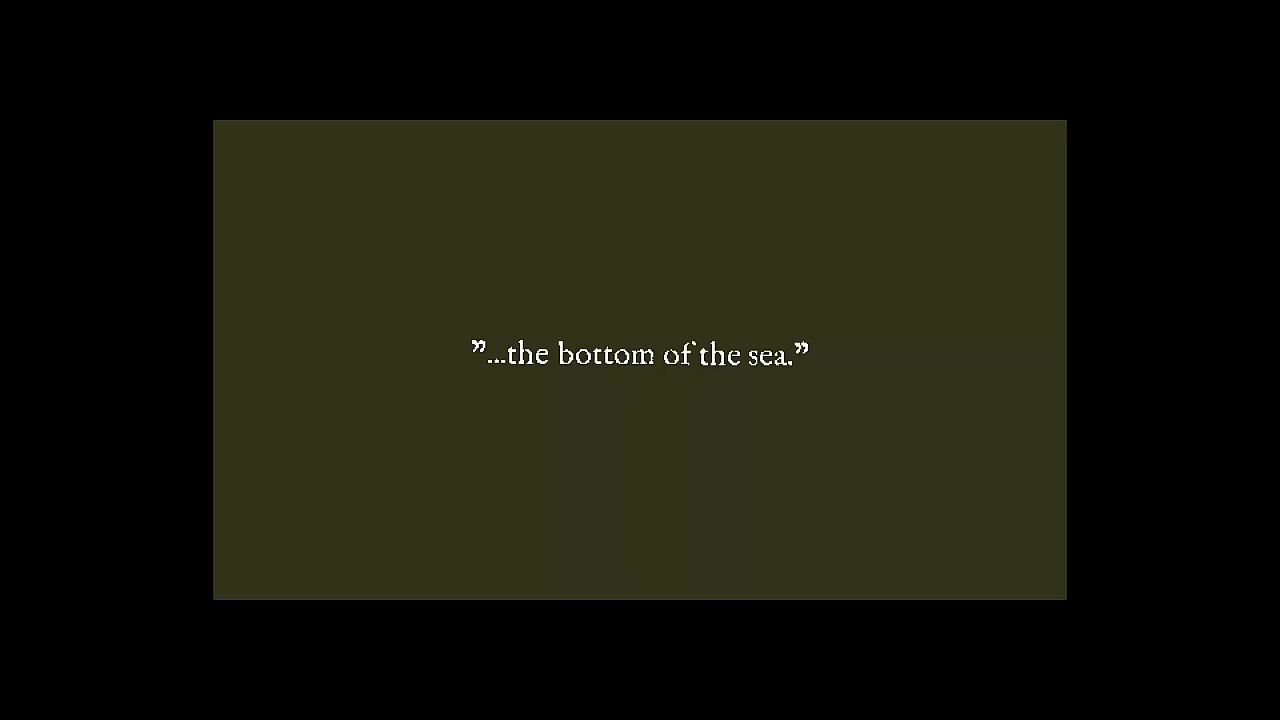 ”...the bottom of the sea.”